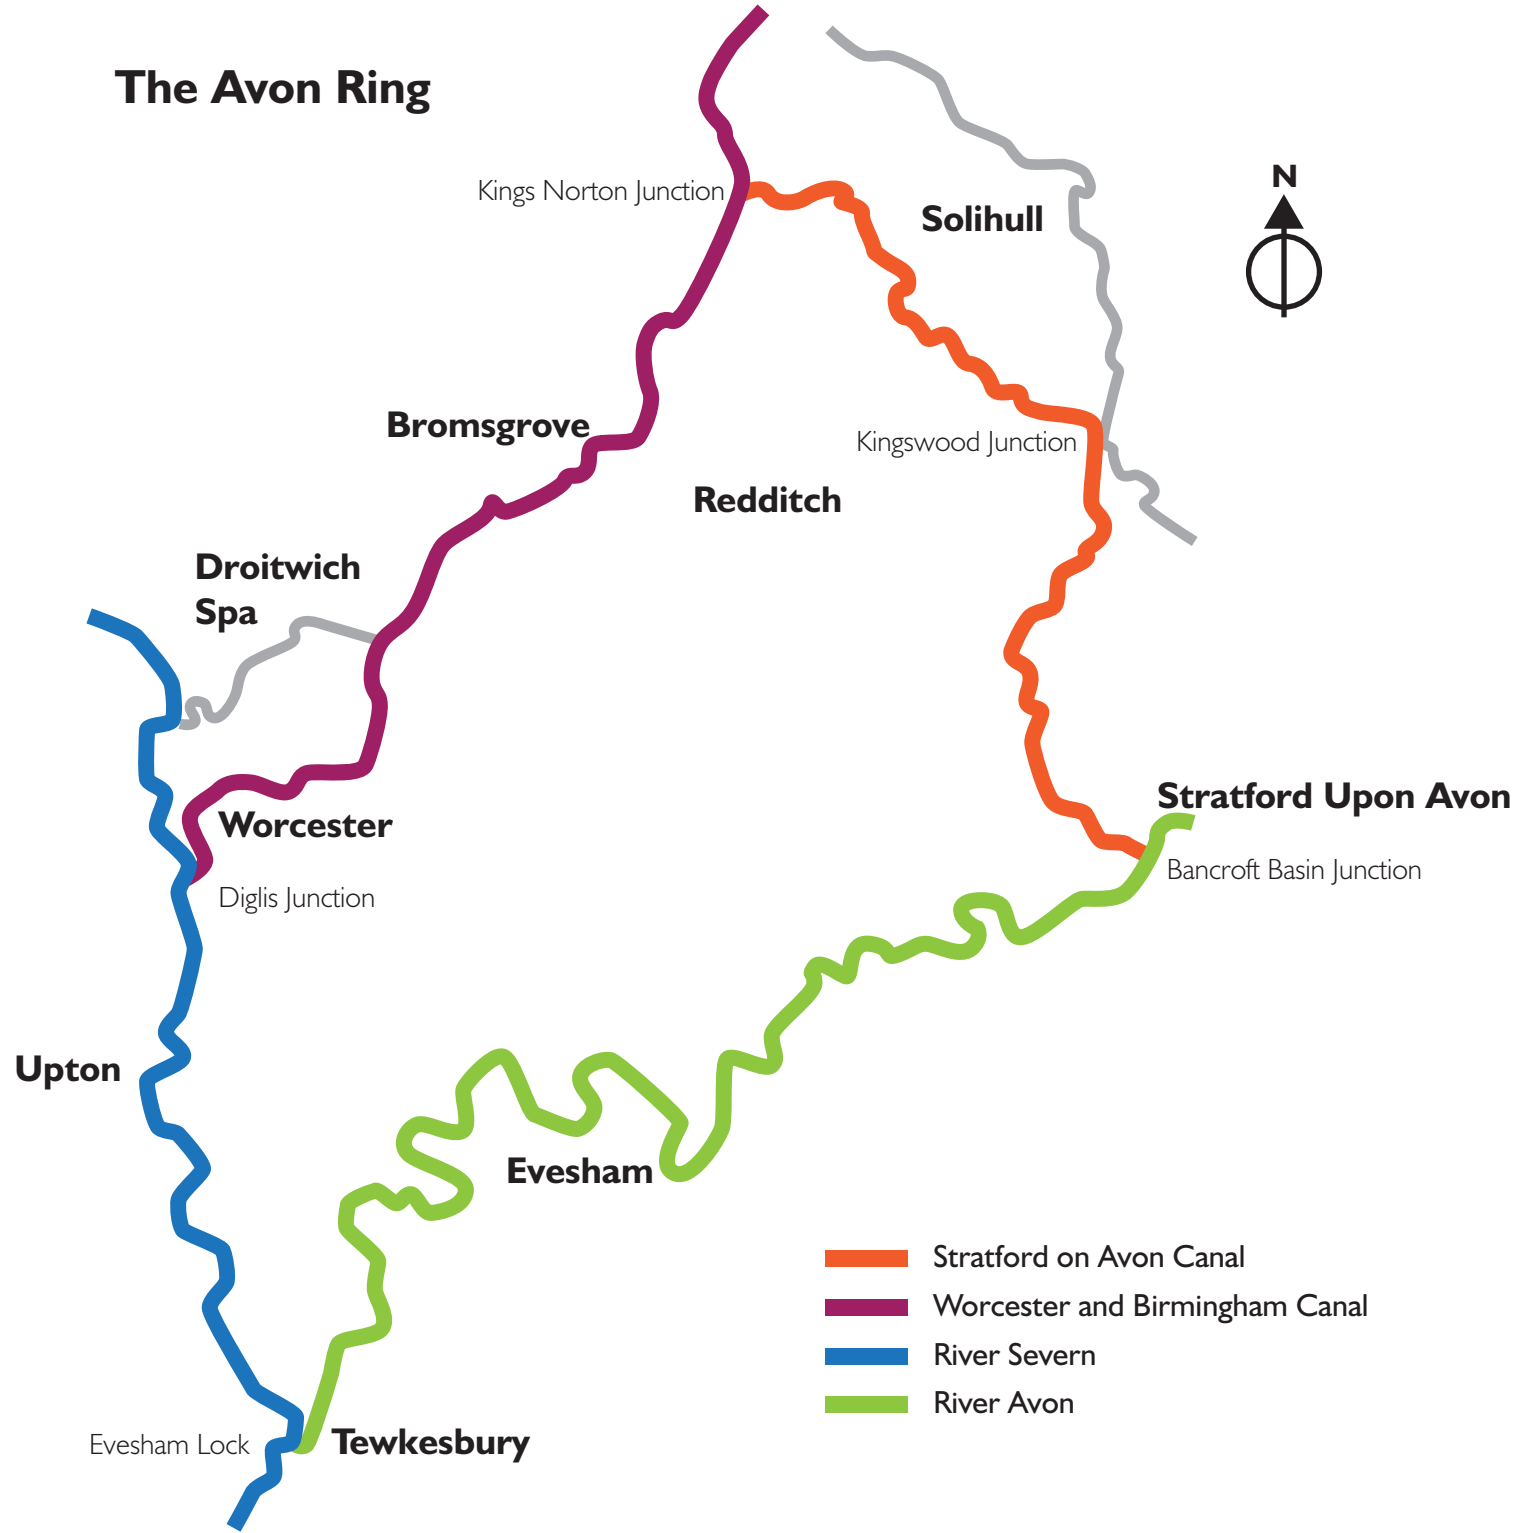 The Avon Ring
N
Kings Norton Junction
Solihull
Bromsgrove
Kingswood Junction
Redditch
Droitwich
Spa
Stratford Upon Avon
Worcester
Bancroft Basin Junction
Diglis Junction
Upton
Evesham
Stratford on Avon Canal
Worcester and Birmingham Canal
River Severn
River Avon
Evesham Lock
Tewkesbury